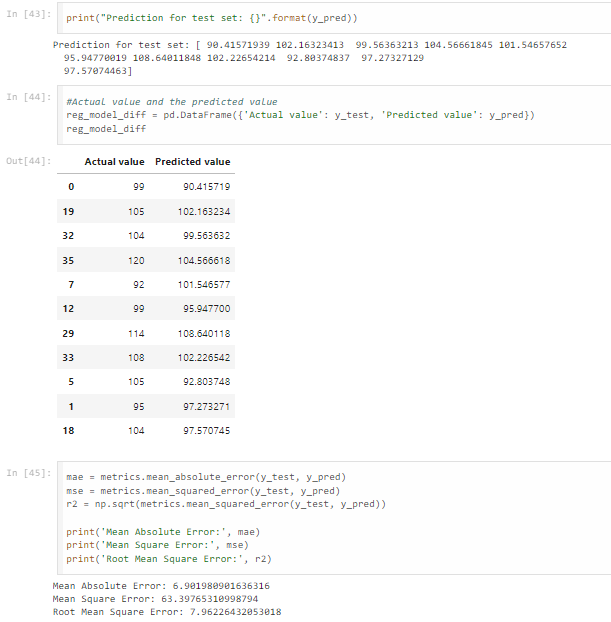 In [43]: print("Prediction for test set: {}".format(y_pred))
Prediction for test set: [ 90.41571939 102.16323413  99.56363213 104.56661845 101.54657652
95.94770019 108.64011848 102.22654214  92.80374837  97.27327129
97.57074463]
In [44]: #Actual value and the predicted value
reg_model_diff = pd.DataFrame({'Actual value': y_test, 'Predicted value': y_pred})
reg_model_diff
Out[44]: Actual value Predicted value
0 99 90.415719
19 105 102.163234
32 104 99.563632
35 120 104.566618
7 92 101.546577
12 99 95.947700
29 114 108.640118
33 108 102.226542
5 105 92.803748
1 95 97.273271
18 104 97.570745
In [45]: mae = metrics.mean_absolute_error(y_test, y_pred)
mse = metrics.mean_squared_error(y_test, y_pred)
r2 = np.sqrt(metrics.mean_squared_error(y_test, y_pred))
print('Mean Absolute Error:', mae)
print('Mean Square Error:', mse)
print('Root Mean Square Error:', r2)
Mean Absolute Error: 6.901980901636316
Mean Square Error: 63.39765310998794
Root Mean Square Error: 7.96226432053018